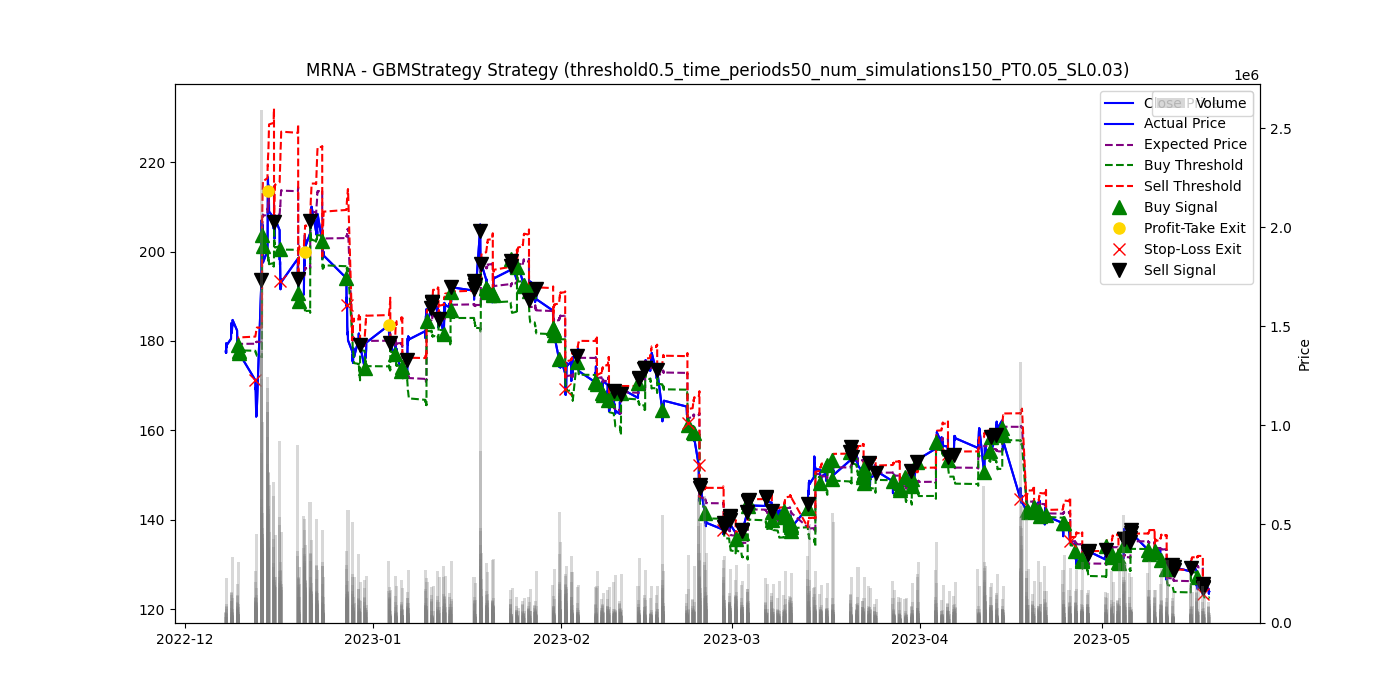 MRNA - GBMStrategy Strategy (threshold0.5_time_periods50_num_simulations150_PT0.05_SL0.03)
1e6
Volume
Actual Price
Expected Price
Buy Threshold
Sell Threshold
Buy Signal
Profit-Take Exit
Stop-Loss Exit
Sell Signal
220
200
180
160
140
120
2.5
2.0
1.5
1.0
0.5
0.0
Price
2022-12
2023-01
2023-02
2023-03
2023-04
2023-05